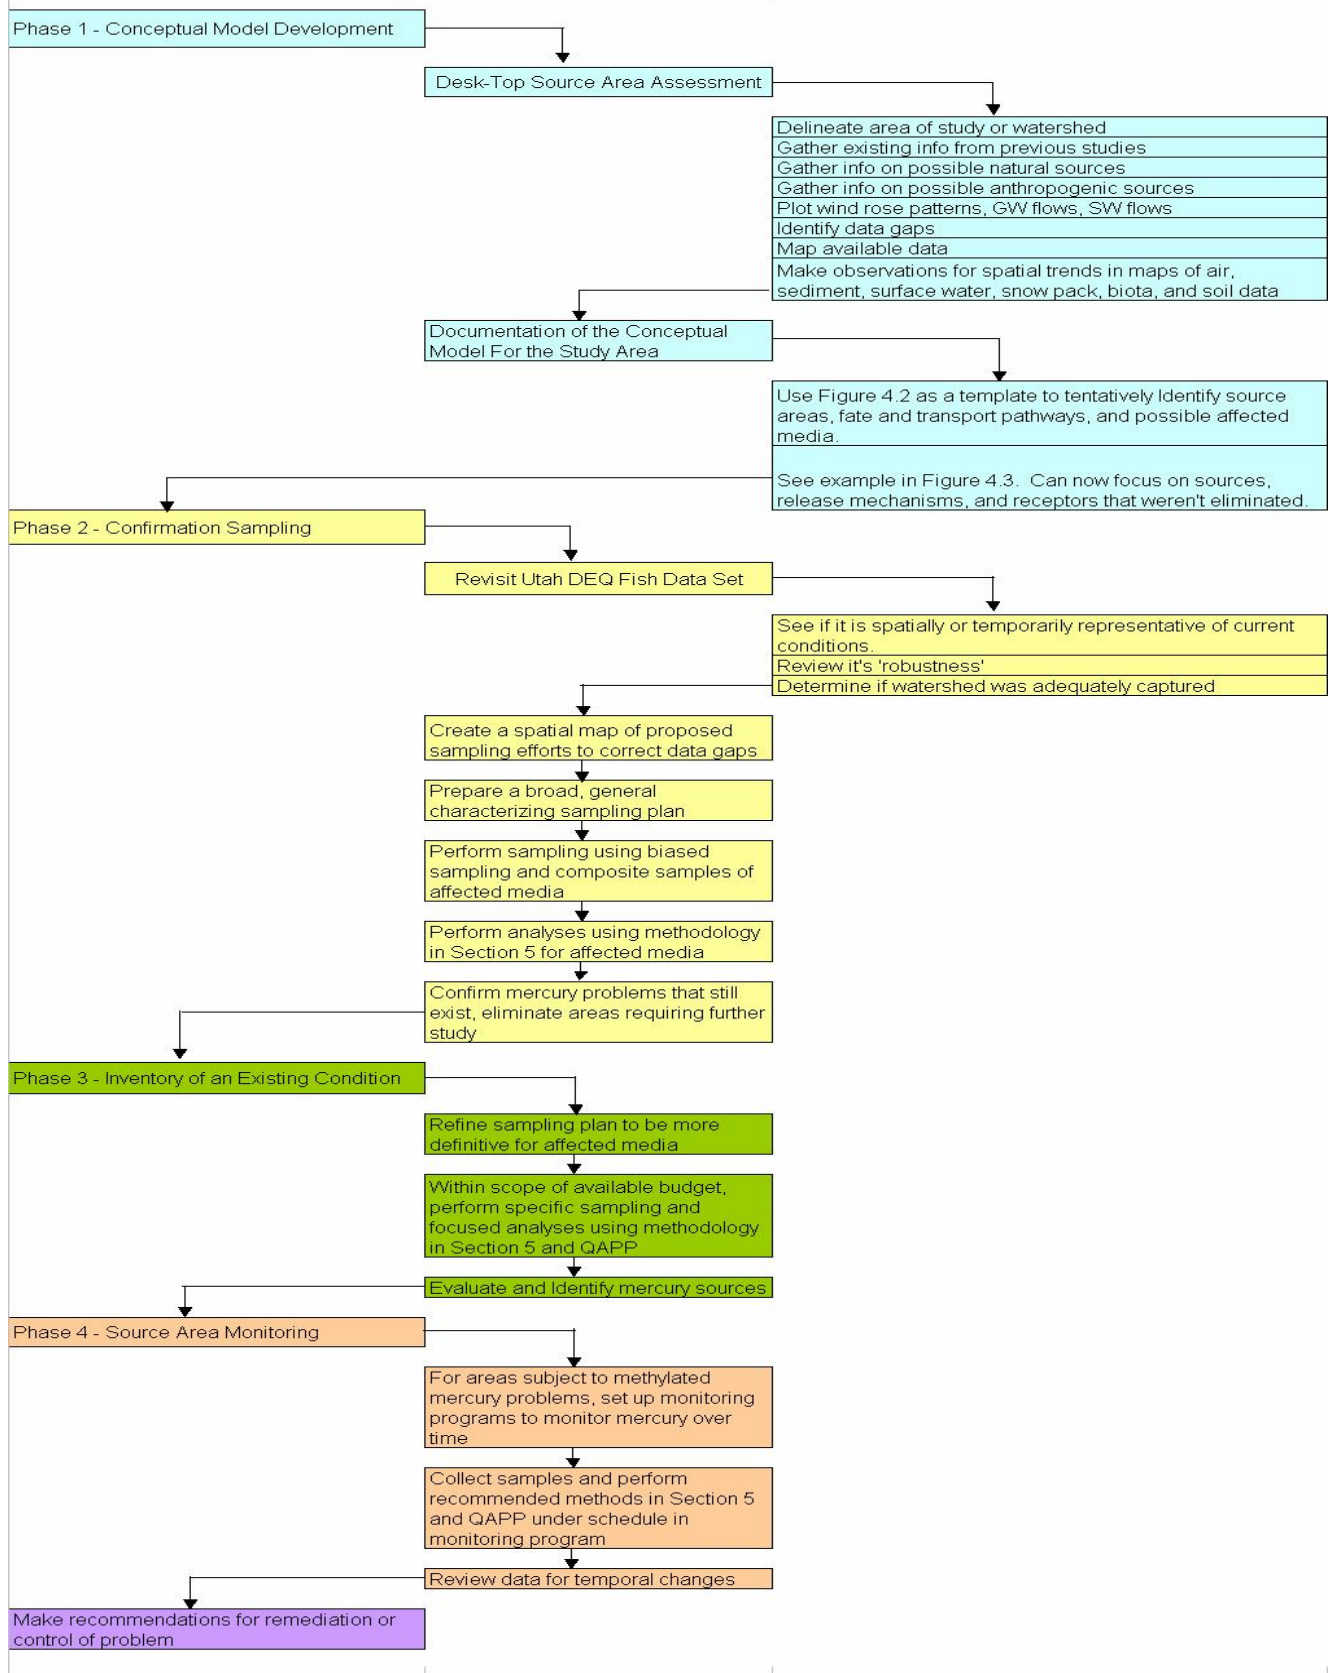 Phase 1 - Conceptual Model Development
Desk-Top Source Area Assessment
Delineate area of study or watershed
Gather existing info from previous studies
Gather info on possible natural sources
Gather info on possible anthropogenic sources
Plot wind rose patterns, GW flows, SW flows
Identify data gaps
Map available data
Make observations for spatial trends in maps of air,
sediment, surface water, snow pack, biota, and soil data
Documentation of the Conceptual
Model For the Study Area
Use Figure 4.2 as a template to tentatively Identify source
areas, fate and transport pathways, and possible affected
media.
See example in Figure 4.3.  Can now focus on sources,
release mechanisms, and receptors that weren't eliminated.
Phase 2 - Confirmation Sampling
Revisit Utah DEQ Fish Data Set
See if it is spatially or temporarily representative of current
conditions.
Review it's 'robustness'
Determine if watershed was adequately captured
Create a spatial map of proposed
sampling efforts to correct data gaps
Prepare a broad, general
characterizing sampling plan
Perform sampling using biased
sampling and composite samples of
affected media
Perform analyses using methodology
in Section 5 for affected media
Confirm mercury problems that still
exist, eliminate areas requiring further
study
Phase 3 - Inventory of an Existing Condition
Refine sampling plan to be more
definitive for affected media
Within scope of available budget,
perform specific sampling and
focused analyses using methodology
in Section 5 and QAPP
Evaluate and Identify mercury sources
Phase 4 - Source Area Monitoring
For areas subject to methylated
mercury problems, set up monitoring
programs to monitor mercury over
time
Collect samples and perform
recommended methods in Section 5
and QAPP under schedule in
monitoring program
Review data for temporal changes
Make recommendations for remediation or
control of problem